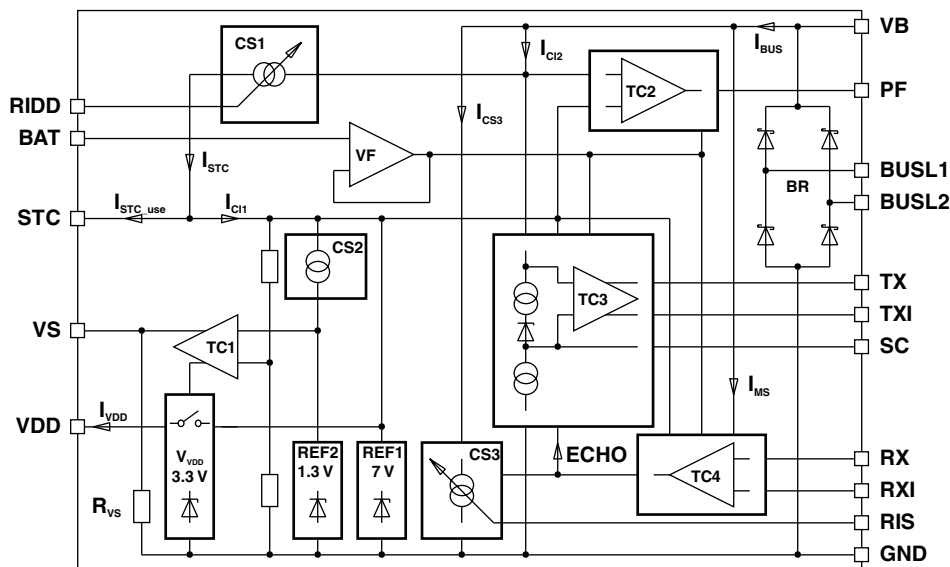 CS1
I_CI2
I_BUS
VB
TC2
PF
RIDD
I_CS3
BAT
VF
I_STC
BR
BUSL1
BUSL2
STC
I_STC_use
I_CI1
CS2
TC3
TX
TXI
VS
TC1
SC
I_MS
VDD
I_VDD
V_VDD
3.3 V
REF2
1.3 V
REF1
7 V
CS3
ECHO
TC4
RX
RXI
R_VS
RIS
GND